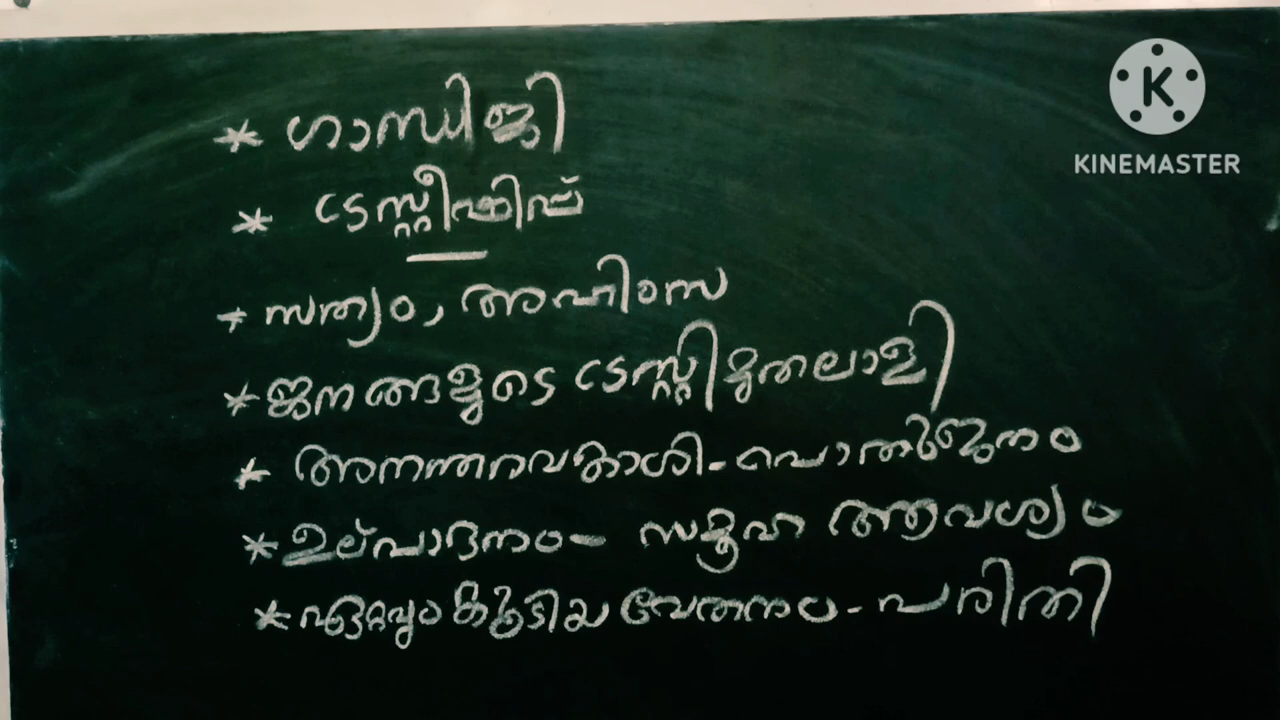 * ഗാന്ധിജി
* ട്രസ്റ്റീഷിപ്പ്
* സത്യം, അഹിംസ
* ജനങ്ങളുടെ ട്രസ്റ്റി മുതലാളി
* അനന്തരവകാശി - പൊതുജനം
* ഉല്പാദനം - സമൂഹ ആവശ്യം
* ഏറ്റവും കൂടിയ വേതനം - പരിതി
KINEMASTER